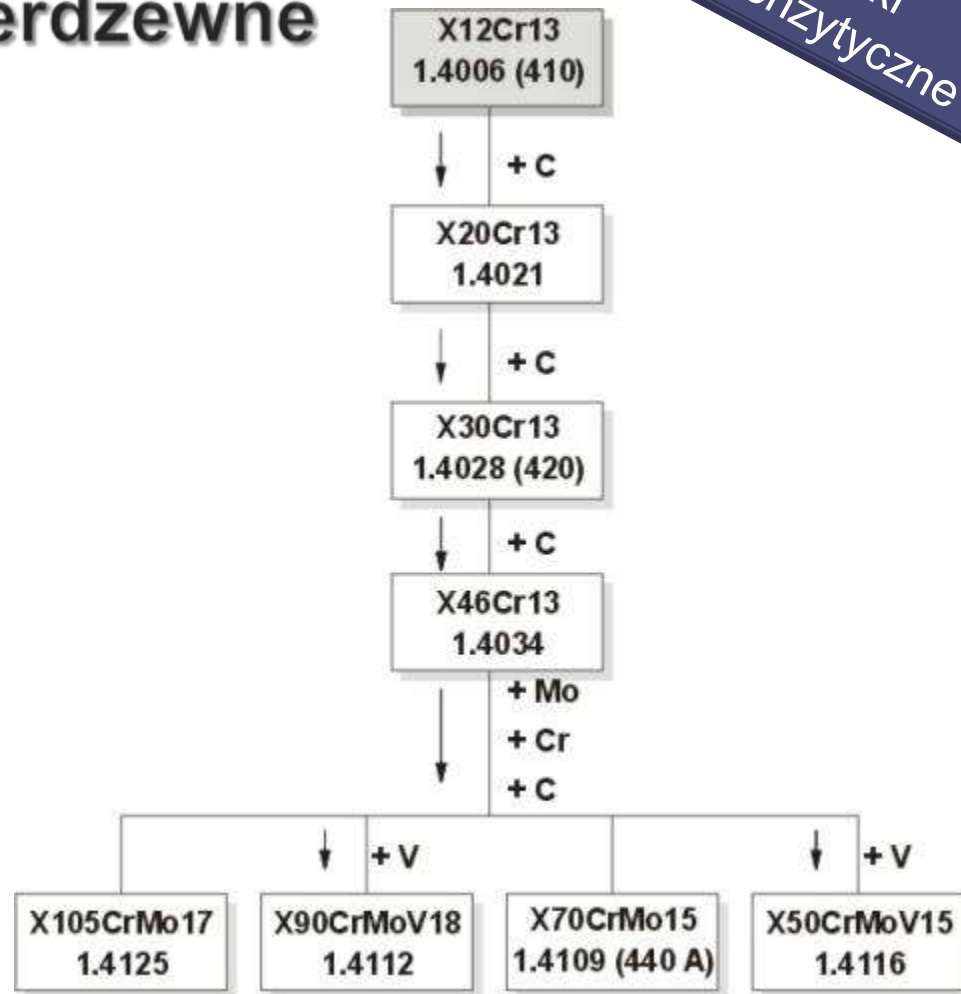 erdzewne
nzytyczne
X12Cr13
1.4006 (410)
+ C
X20Cr13
1.4021
+ C
X30Cr13
1.4028 (420)
+ C
X46Cr13
1.4034
+ Mo
+ Cr
+ C
+ V
+ V
X105CrMo17
1.4125
X90CrMoV18
1.4112
X70CrMo15
1.4109 (440 A)
X50CrMoV15
1.4116